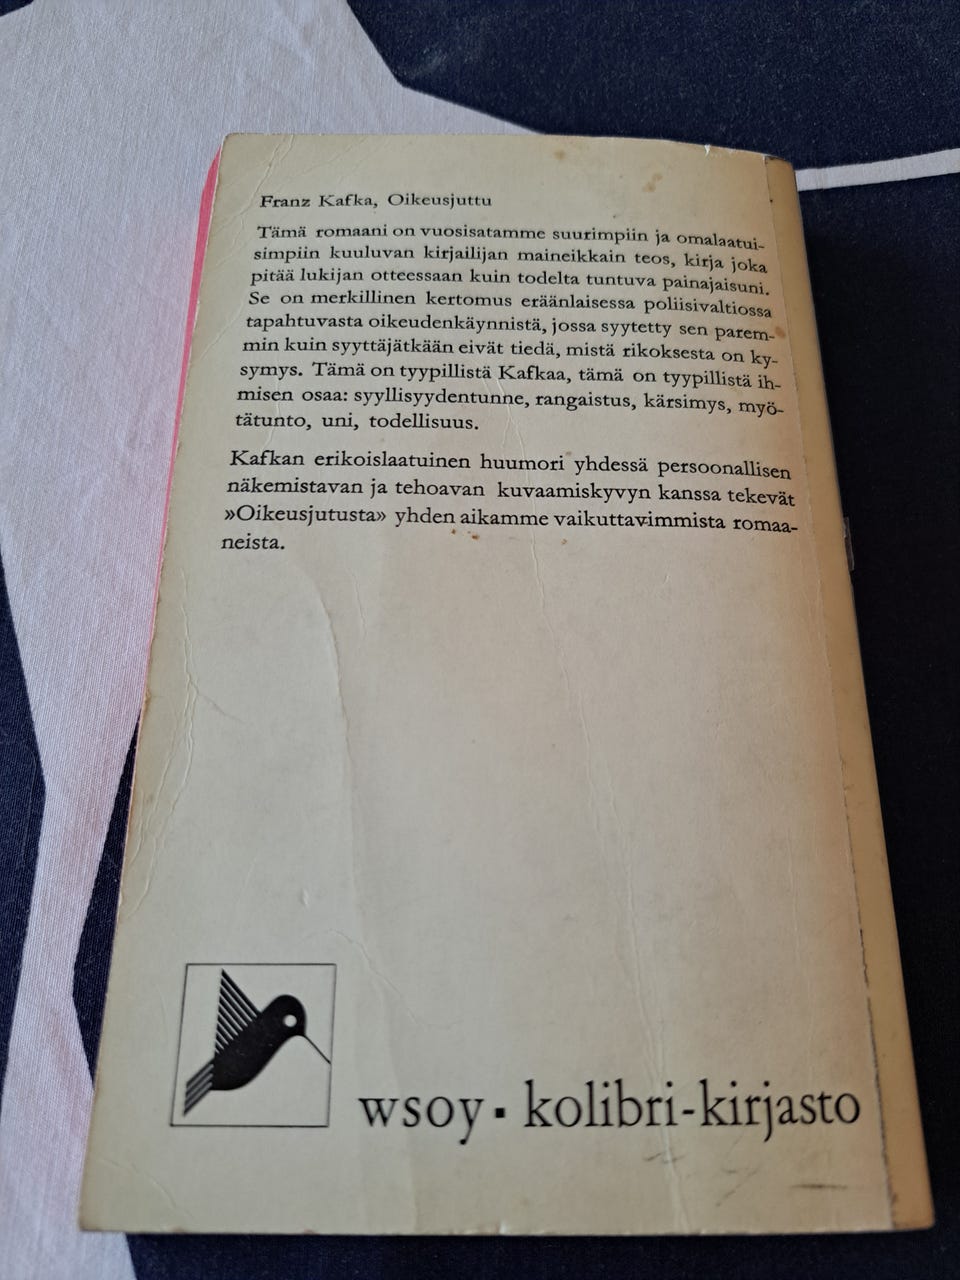 Franz Kafka, Oikeusjuttu
Tämä romaani on vuosisatamme suurimpiin ja omalaatui-
simpiin kuuluvan kirjailijan maineikkain teos, kirja joka
pitää lukijan otteessaan kuin todelta tuntuva painajaisuni.
Se on merkillinen kertomus eräänlaisessa poliisivaltiossa
tapahtuvasta oikeudenkäynnistä, jossa syytetty sen parem-
min kuin syyttäjätkään eivät tiedä, mistä rikoksesta on ky-
symys. Tämä on tyypillistä Kafkaa, tämä on tyypillistä ih-
misen osaa: syyllisyydentunne, rangaistus, kärsimys, myö-
tätunto, uni, todellisuus.
Kafkan erikoislaatuinen huumori yhdessä persoonallisen
näkemistavan ja tehoavan kuvaamiskyvyn kanssa tekevät
»Oikeusjutusta» yhden aikamme vaikuttavimmista romaa-
neista.
wsoy ▪ kolibri-kirjasto